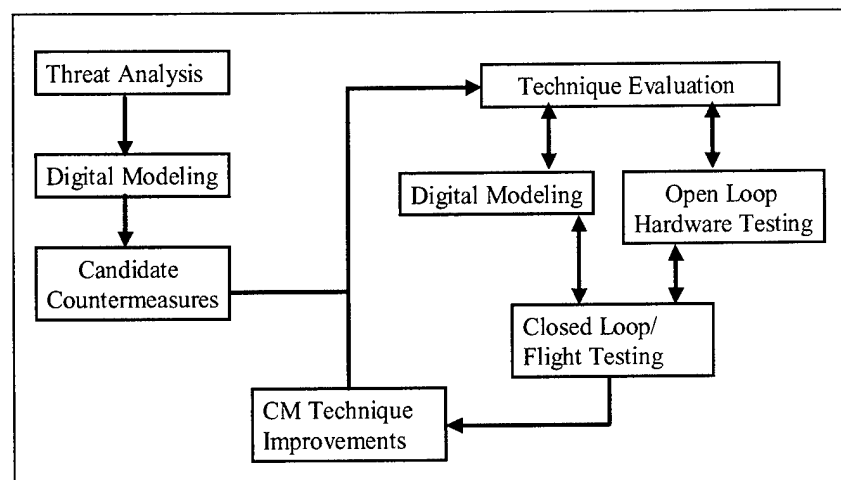 Threat Analysis
Digital Modeling
Candidate
Countermeasures
Technique Evaluation
Digital Modeling
Open Loop
Hardware Testing
Closed Loop/
Flight Testing
CM Technique
Improvements